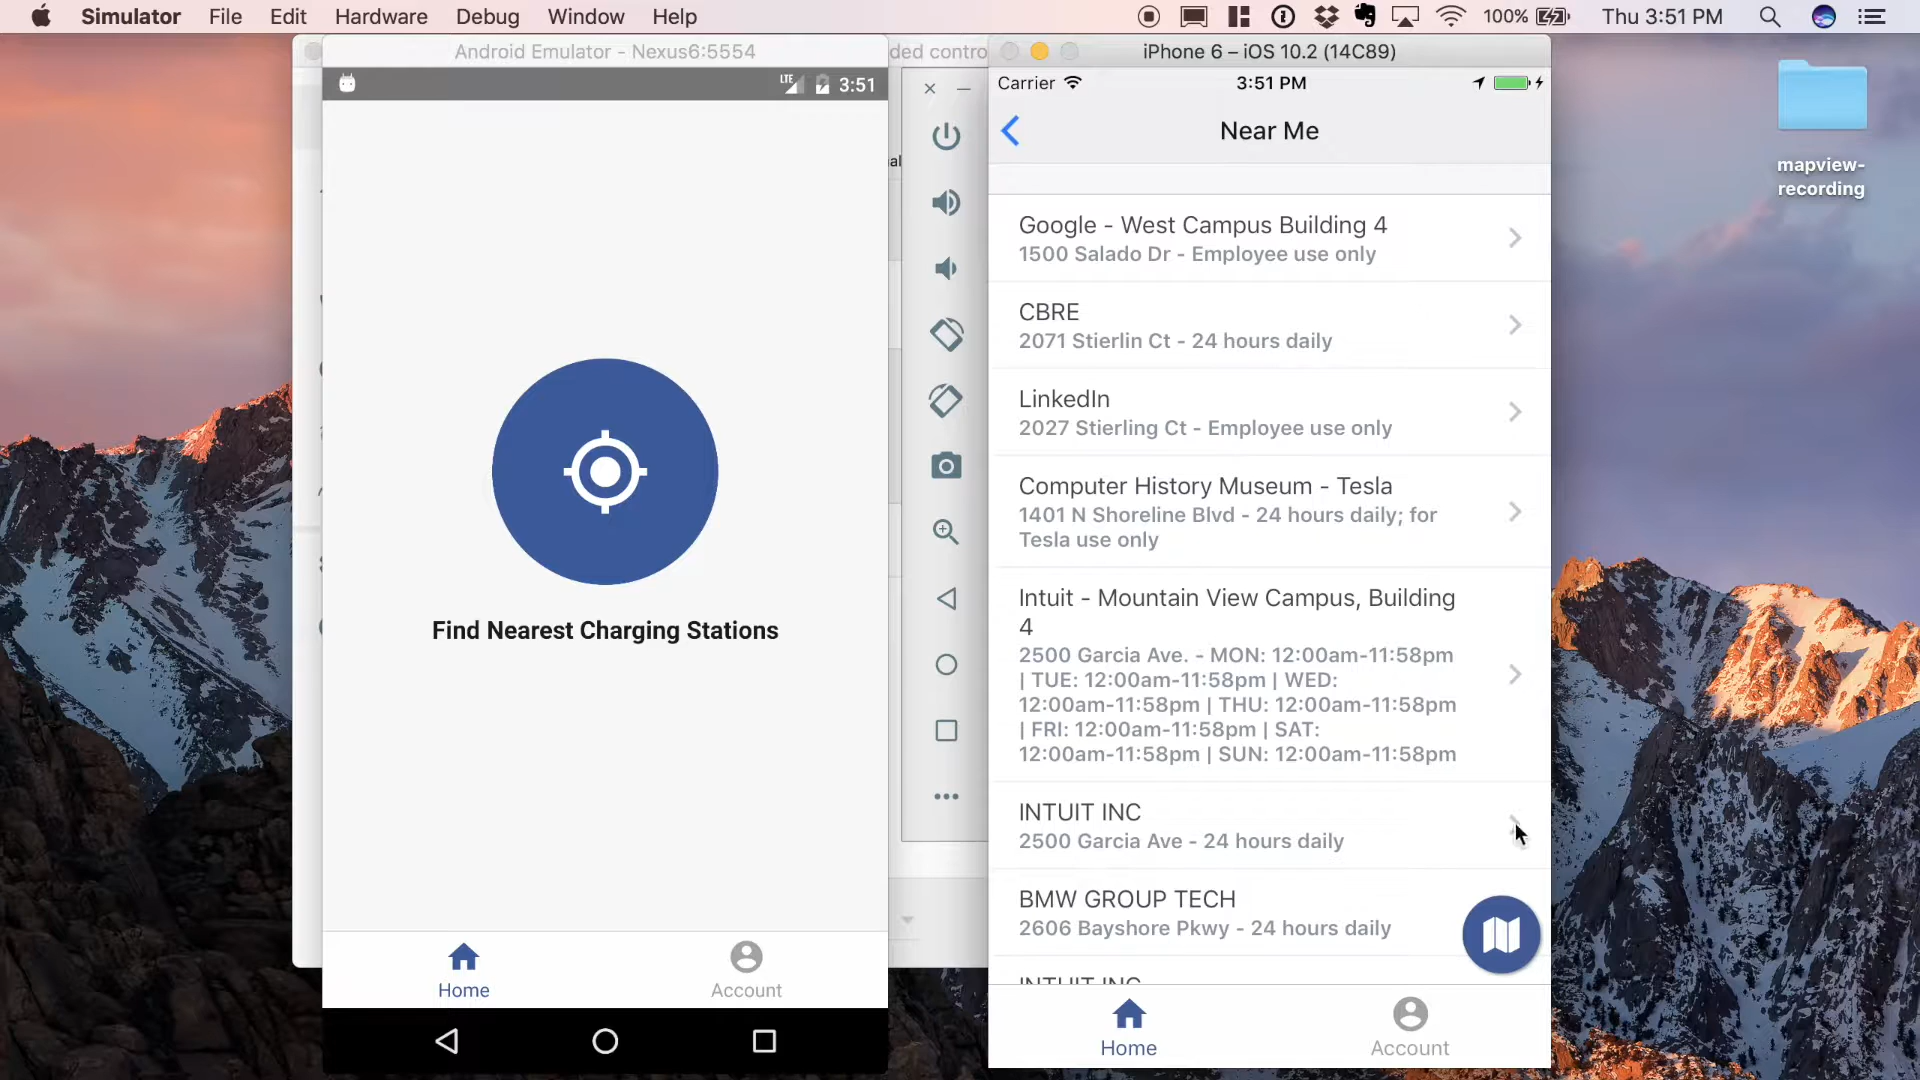 Simulator File Edit Hardware Debug Window Help 100% Thu 3:51 PM
Android Emulator - Nexus6:5554
ded contro
iPhone 6 – iOS 10.2 (14C89)
LTE 3:51
Carrier 3:51 PM
Near Me
al
mapview-
recording
Google - West Campus Building 4
1500 Salado Dr - Employee use only
CBRE
2071 Stierlin Ct - 24 hours daily
LinkedIn
2027 Stierling Ct - Employee use only
Computer History Museum - Tesla
1401 N Shoreline Blvd - 24 hours daily; for
Tesla use only
Intuit - Mountain View Campus, Building
4
2500 Garcia Ave. - MON: 12:00am-11:58pm
| TUE: 12:00am-11:58pm | WED:
12:00am-11:58pm | THU: 12:00am-11:58pm
| FRI: 12:00am-11:58pm | SAT:
12:00am-11:58pm | SUN: 12:00am-11:58pm
INTUIT INC
2500 Garcia Ave - 24 hours daily
BMW GROUP TECH
2606 Bayshore Pkwy - 24 hours daily
INTUIT INC
Home Account
Find Nearest Charging Stations
Home Account